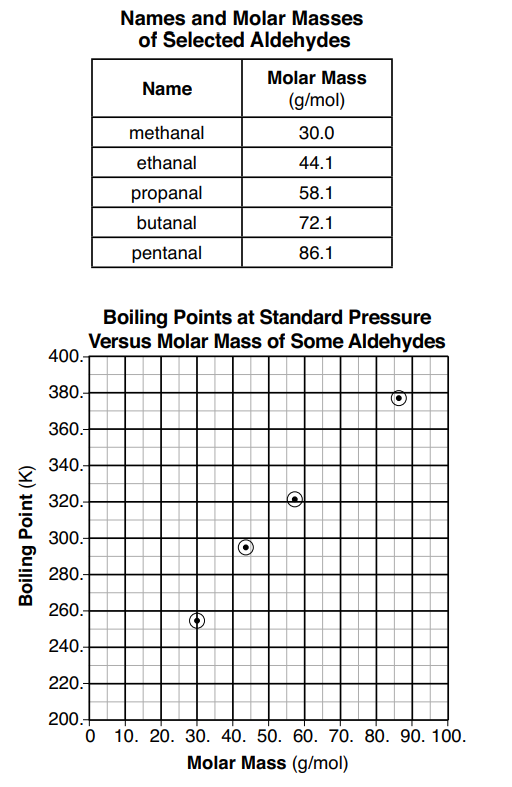 Names and Molar Masses
of Selected Aldehydes
Name
Molar Mass
(g/mol)
methanal 30.0
ethanal 44.1
propanal 58.1
butanal 72.1
pentanal 86.1
Boiling Points at Standard Pressure
Versus Molar Mass of Some Aldehydes
400.
380.
360.
340.
320.
300.
280.
260.
240.
220.
200.
Boiling Point (K)
0 10. 20. 30. 40. 50. 60. 70. 80. 90. 100.
Molar Mass (g/mol)